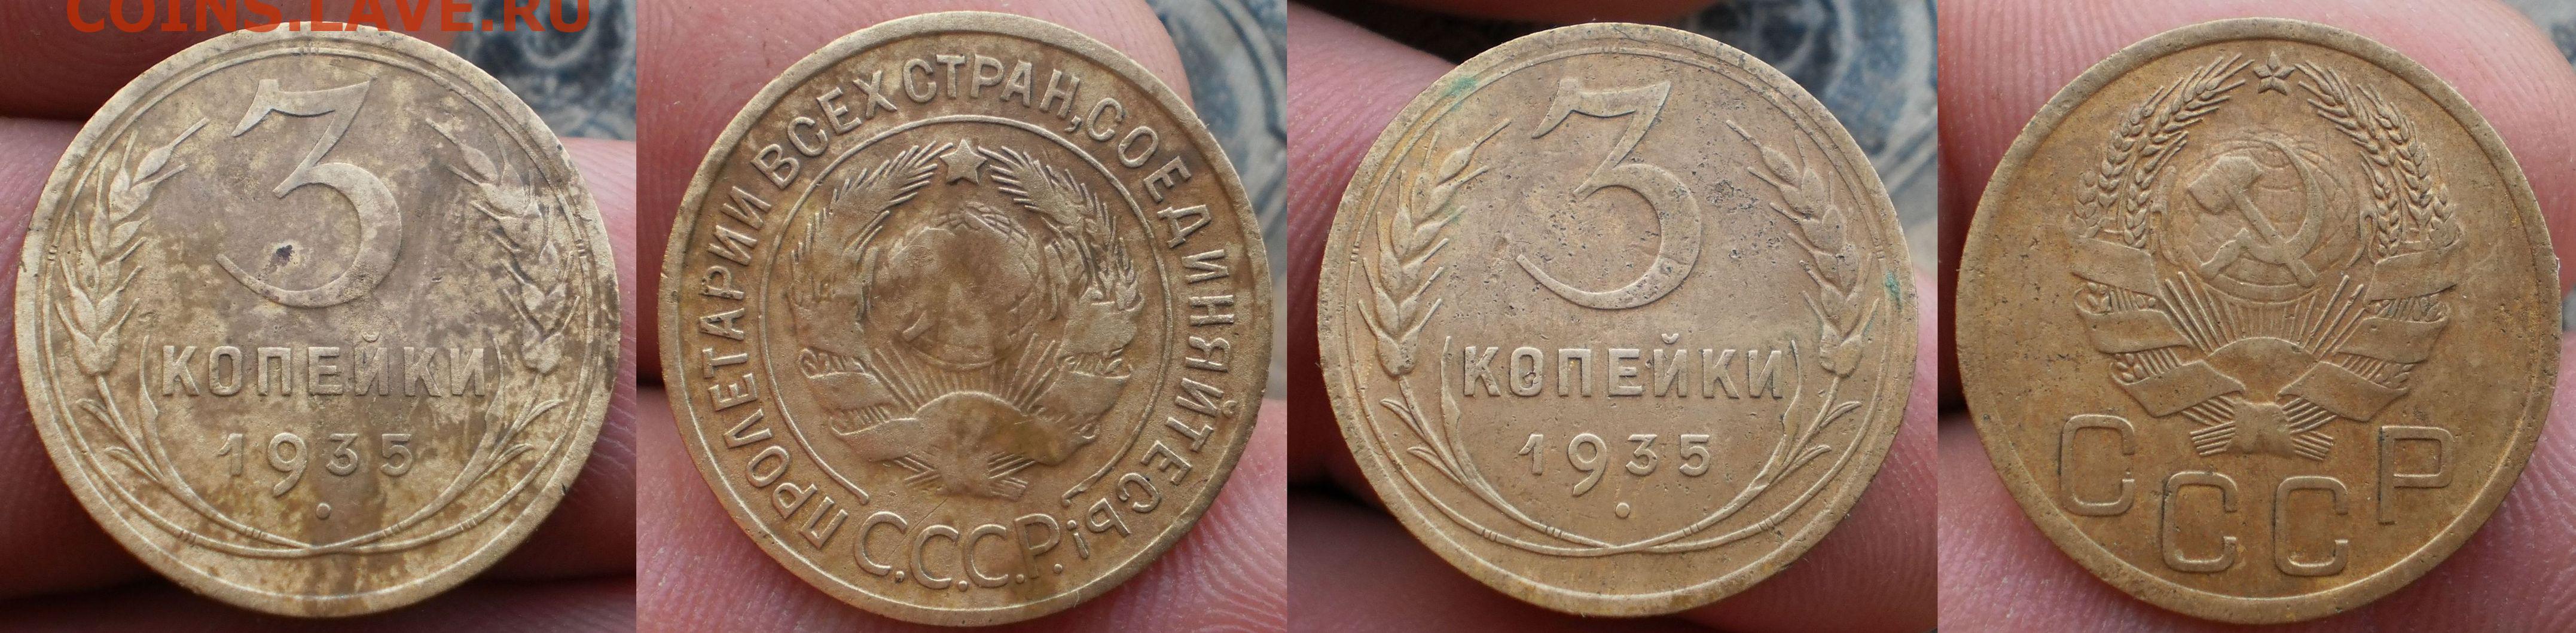 COINS.LAVE.RU
3
КОПЕЙКИ
1935
ПРОЛЕТАРИИ ВСЕХ СТРАН, СОЕДИНЯЙТЕСЬ!
С.С.С.Р.
3
КОПЕЙКИ
1935
СССР